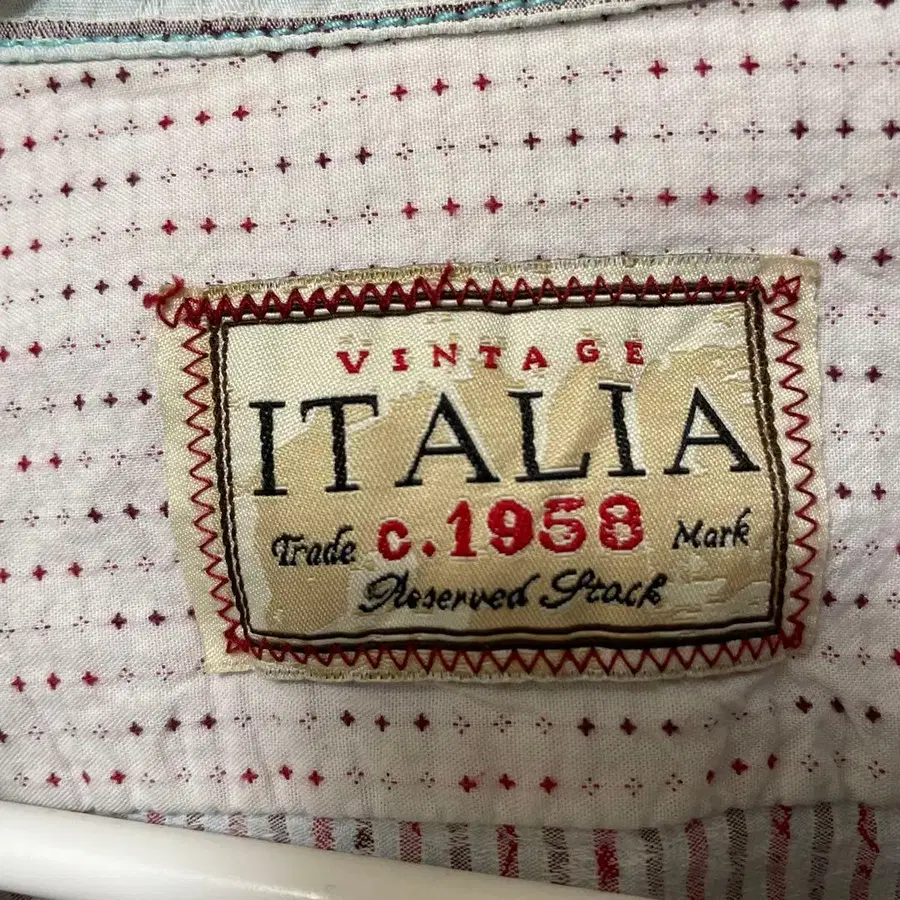 VINTAGE
ITALIA
Trade c.1958 Mark
Reserved Stock